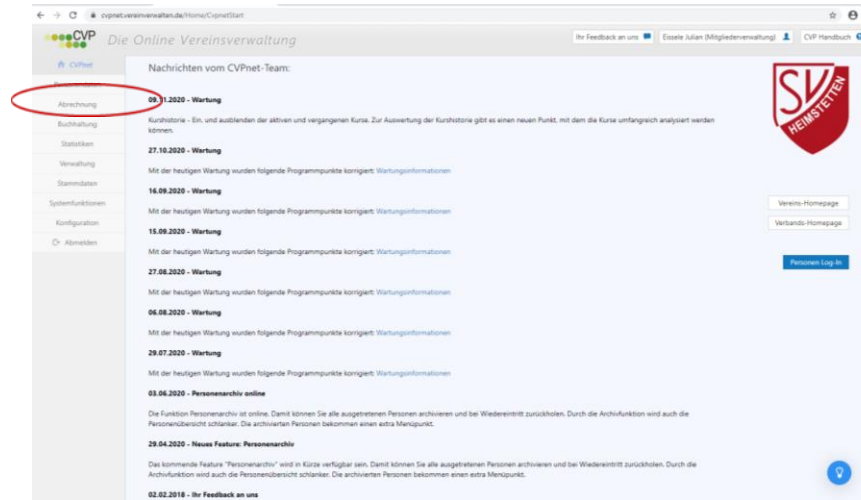 cvpnet.vereinverwalten.de/Home/CvpnetStart
CVP Die Online Vereinsverwaltung
Ihr Feedback an uns
Eissele Julian (Mitgliederverwaltung)
CVP Handbuch
CVPnet
Abrechnung
Buchhaltung
Statistiken
Verwaltung
Stammdaten
Systemfunktionen
Konfiguration
Abmelden
Nachrichten vom CVPnet-Team:
09.11.2020 - Wartung
Kurshistorie - Ein, und ausblenden der aktiven und vergangenen Kurse. Zur Auswertung der Kurshistorie gibt es einen neuen Punkt, mit dem die Kurse umfangreich analysiert werden
können.
27.10.2020 - Wartung
Mit der heutigen Wartung wurden folgende Programmpunkte korrigiert: Wartungsinformationen
16.09.2020 - Wartung
Mit der heutigen Wartung wurden folgende Programmpunkte korrigiert: Wartungsinformationen
15.09.2020 - Wartung
Mit der heutigen Wartung wurden folgende Programmpunkte korrigiert: Wartungsinformationen
27.08.2020 - Wartung
Mit der heutigen Wartung wurden folgende Programmpunkte korrigiert: Wartungsinformationen
06.08.2020 - Wartung
Mit der heutigen Wartung wurden folgende Programmpunkte korrigiert: Wartungsinformationen
29.07.2020 - Wartung
Mit der heutigen Wartung wurden folgende Programmpunkte korrigiert: Wartungsinformationen
03.06.2020 - Personenarchiv online
Die Funktion Personenarchiv ist online. Damit können Sie alle ausgetretenen Personen archivieren und bei Wiedereintritt zurückholen. Durch die Archivfunktion wird auch die
Personenübersicht schlanker. Die archivierten Personen bekommen einen extra Menüpunkt.
29.04.2020 - Neues Feature: Personenarchiv
Das kommende Feature "Personenarchiv" wird in Kürze verfügbar sein. Damit können Sie alle ausgetretenen Personen archivieren und bei Wiedereintritt zurückholen. Durch die
Archivfunktion wird auch die Personenübersicht schlanker. Die archivierten Personen bekommen einen extra Menüpunkt.
02.02.2018 - Ihr Feedback an uns
SV
HEIMSTETTEN
Vereins-Homepage
Verbands-Homepage
Personen Log-In